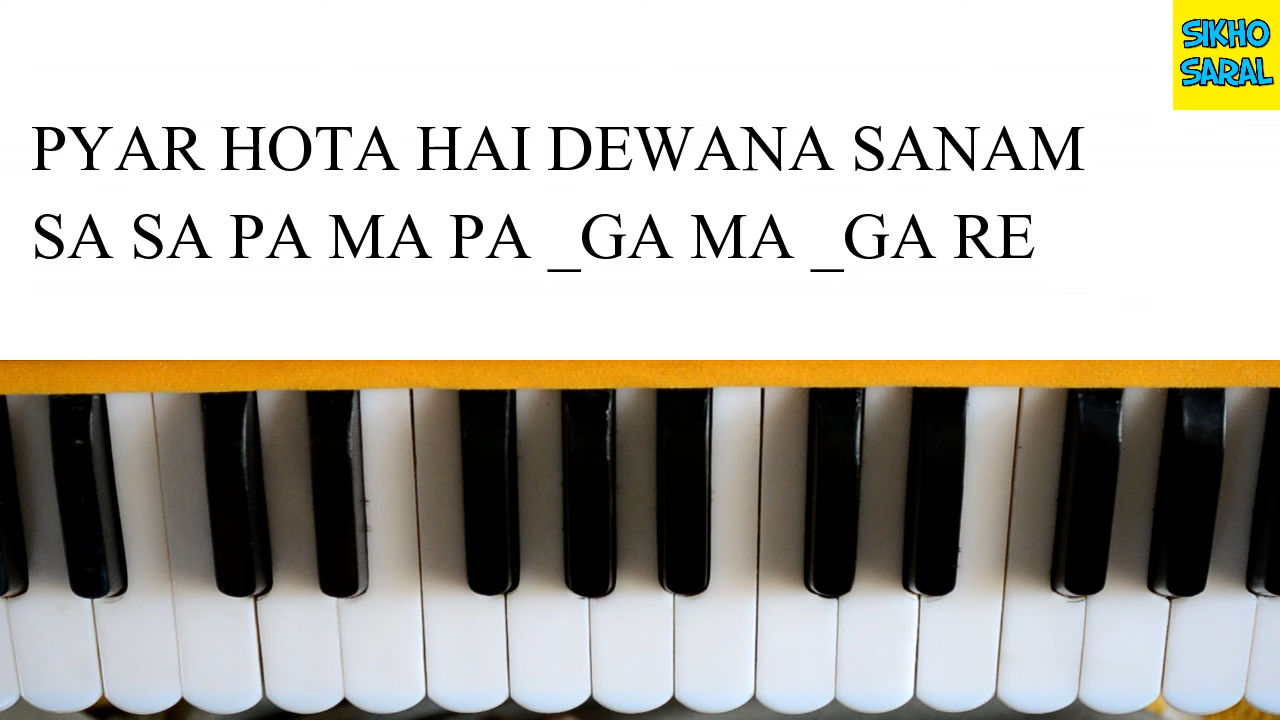 SIKHO
SARAL
PYAR HOTA HAI DEWANA SANAM
SA SA PA MA PA _GA MA _GA RE